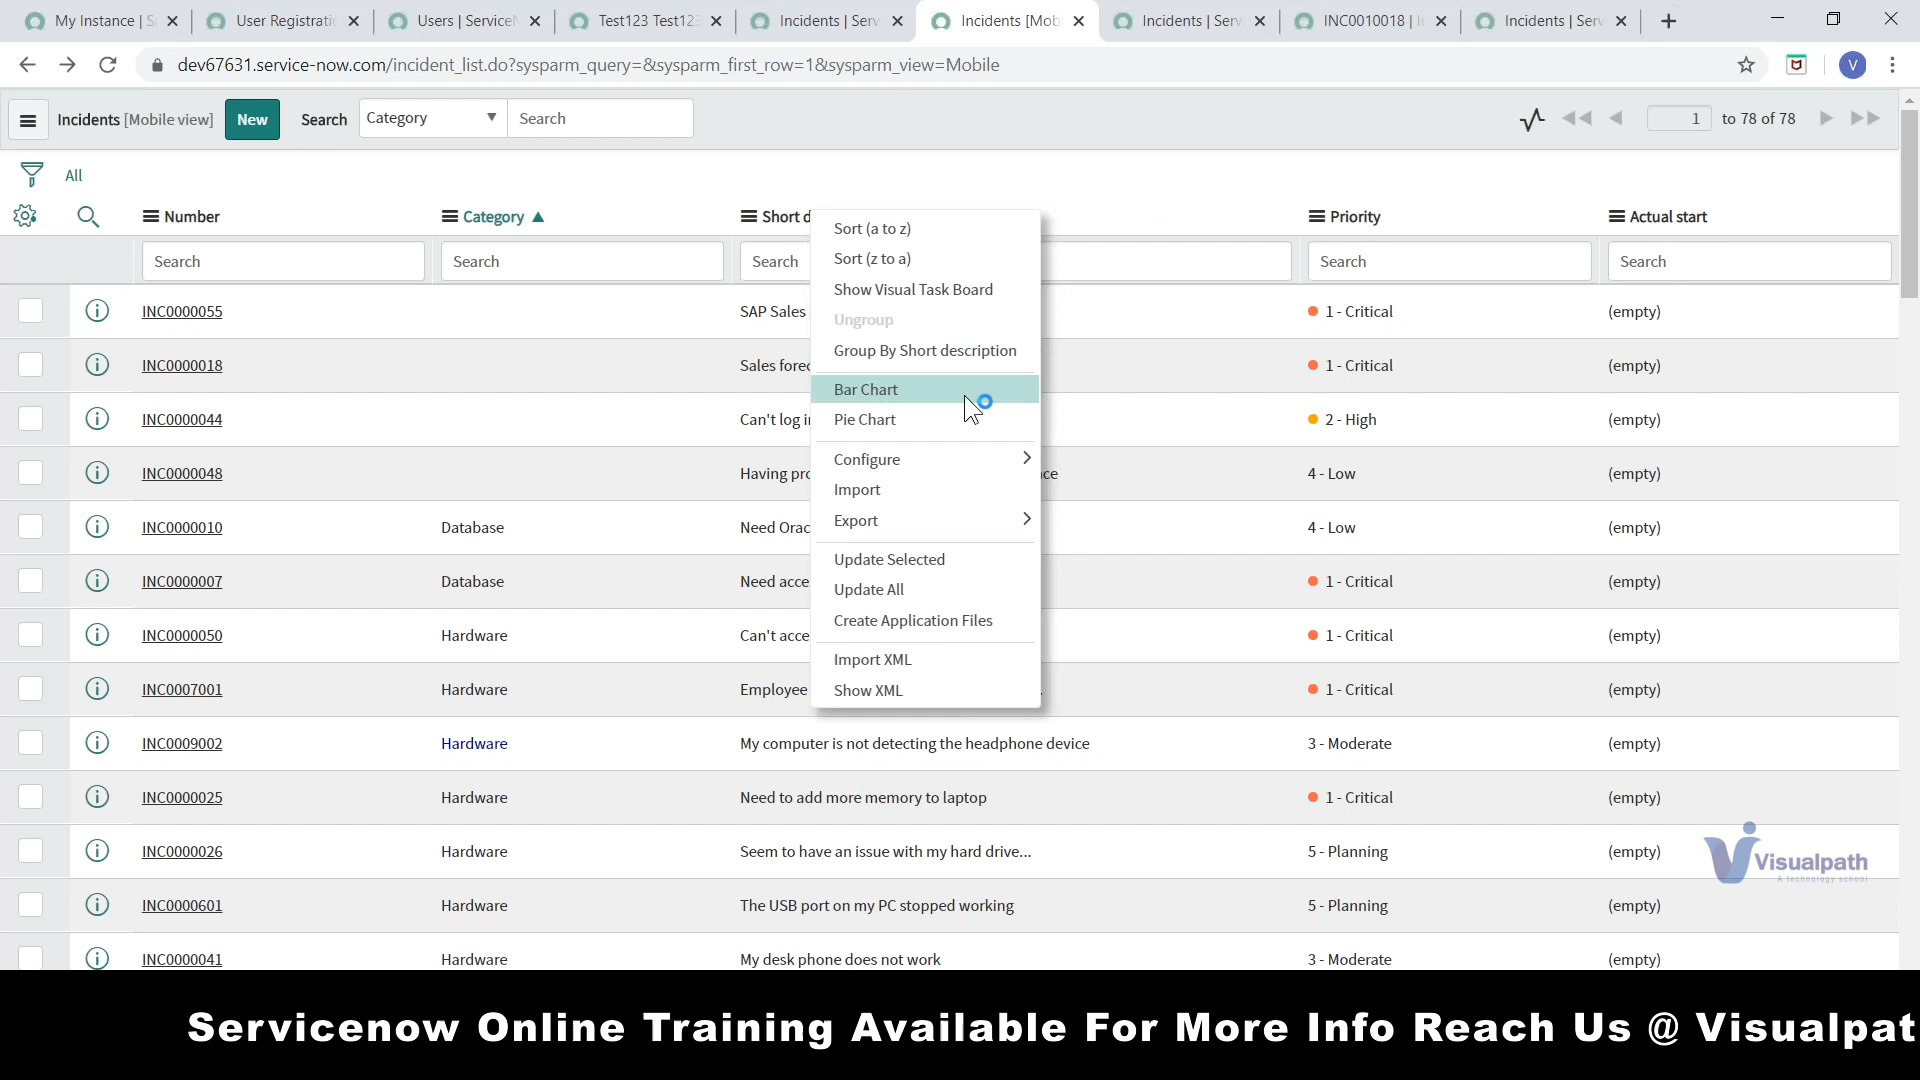 My Instance | S
User Registrati
Users | ServiceN
Test123 Test123
Incidents | Serv
Incidents [Mob
Incidents | Serv
INC0010018 | I
Incidents | Serv
dev67631.service-now.com/incident_list.do?sysparm_query=&sysparm_first_row=1&sysparm_view=Mobile
V
Incidents [Mobile view] New Search Category Search 1 to 78 of 78
All
Number Category Short d Priority Actual start
Search Search Search Search Search
INC0000055 SAP Sales 1 - Critical (empty)
INC0000018 Sales forec 1 - Critical (empty)
INC0000044 Can't log i 2 - High (empty)
INC0000048 Having pro ce 4 - Low (empty)
INC0000010 Database Need Orac 4 - Low (empty)
INC0000007 Database Need acce 1 - Critical (empty)
INC0000050 Hardware Can't acce 1 - Critical (empty)
INC0007001 Hardware Employee . 1 - Critical (empty)
INC0009002 Hardware My computer is not detecting the headphone device 3 - Moderate (empty)
INC0000025 Hardware Need to add more memory to laptop 1 - Critical (empty)
INC0000026 Hardware Seem to have an issue with my hard drive... 5 - Planning (empty)
INC0000601 Hardware The USB port on my PC stopped working 5 - Planning (empty)
INC0000041 Hardware My desk phone does not work 3 - Moderate (empty)
Sort (a to z)
Sort (z to a)
Show Visual Task Board
Ungroup
Group By Short description
Bar Chart
Pie Chart
Configure
Import
Export
Update Selected
Update All
Create Application Files
Import XML
Show XML
Visualpath
A technology school
Servicenow Online Training Available For More Info Reach Us @ Visualpat